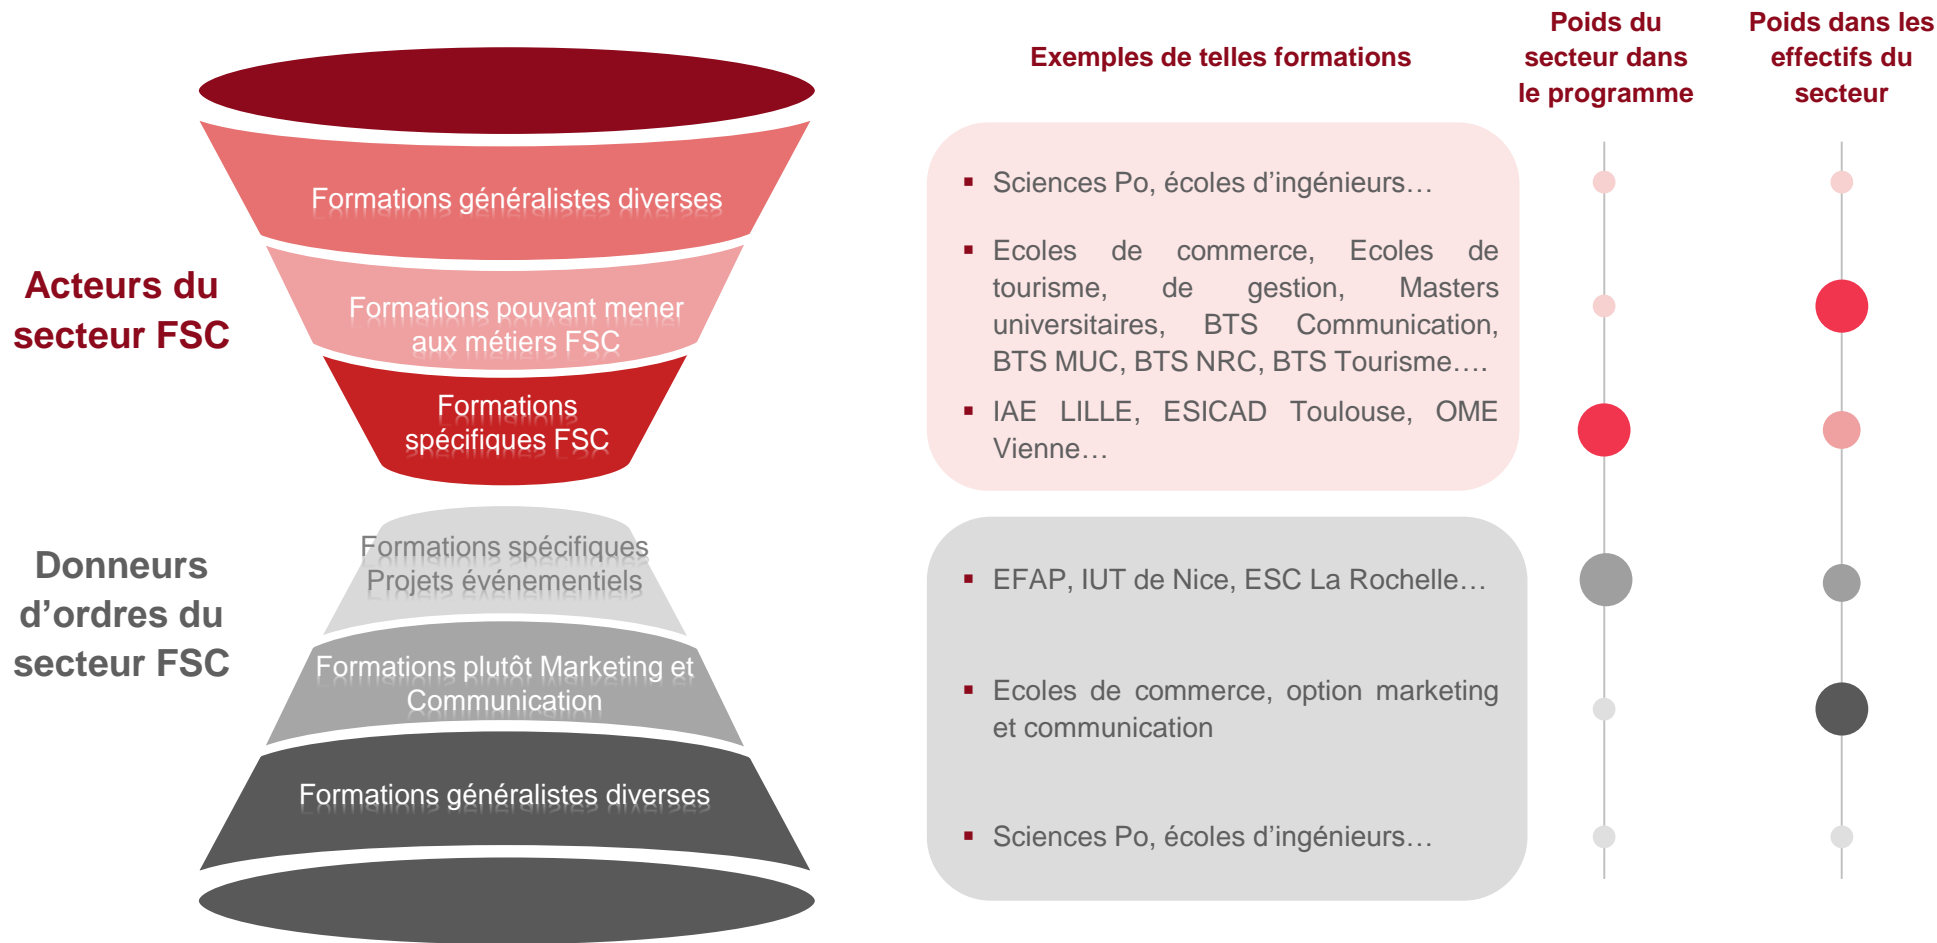 Poids du
secteur dans
le programme
Poids dans les
effectifs du
secteur
Exemples de telles formations
Acteurs du
secteur FSC
Formations généralistes diverses
Formations pouvant mener
aux métiers FSC
Formations
spécifiques FSC
▪ Sciences Po, écoles d’ingénieurs…
▪ Ecoles de commerce, Ecoles de
tourisme, de gestion, Masters
universitaires, BTS Communication,
BTS MUC, BTS NRC, BTS Tourisme….
▪ IAE LILLE, ESICAD Toulouse, OME
Vienne…
Donneurs
d’ordres du
secteur FSC
Formations spécifiques
Projets événementiels
Formations plutôt Marketing et
Communication
Formations généralistes diverses
▪ EFAP, IUT de Nice, ESC La Rochelle…
▪ Ecoles de commerce, option marketing
et communication
▪ Sciences Po, écoles d’ingénieurs…